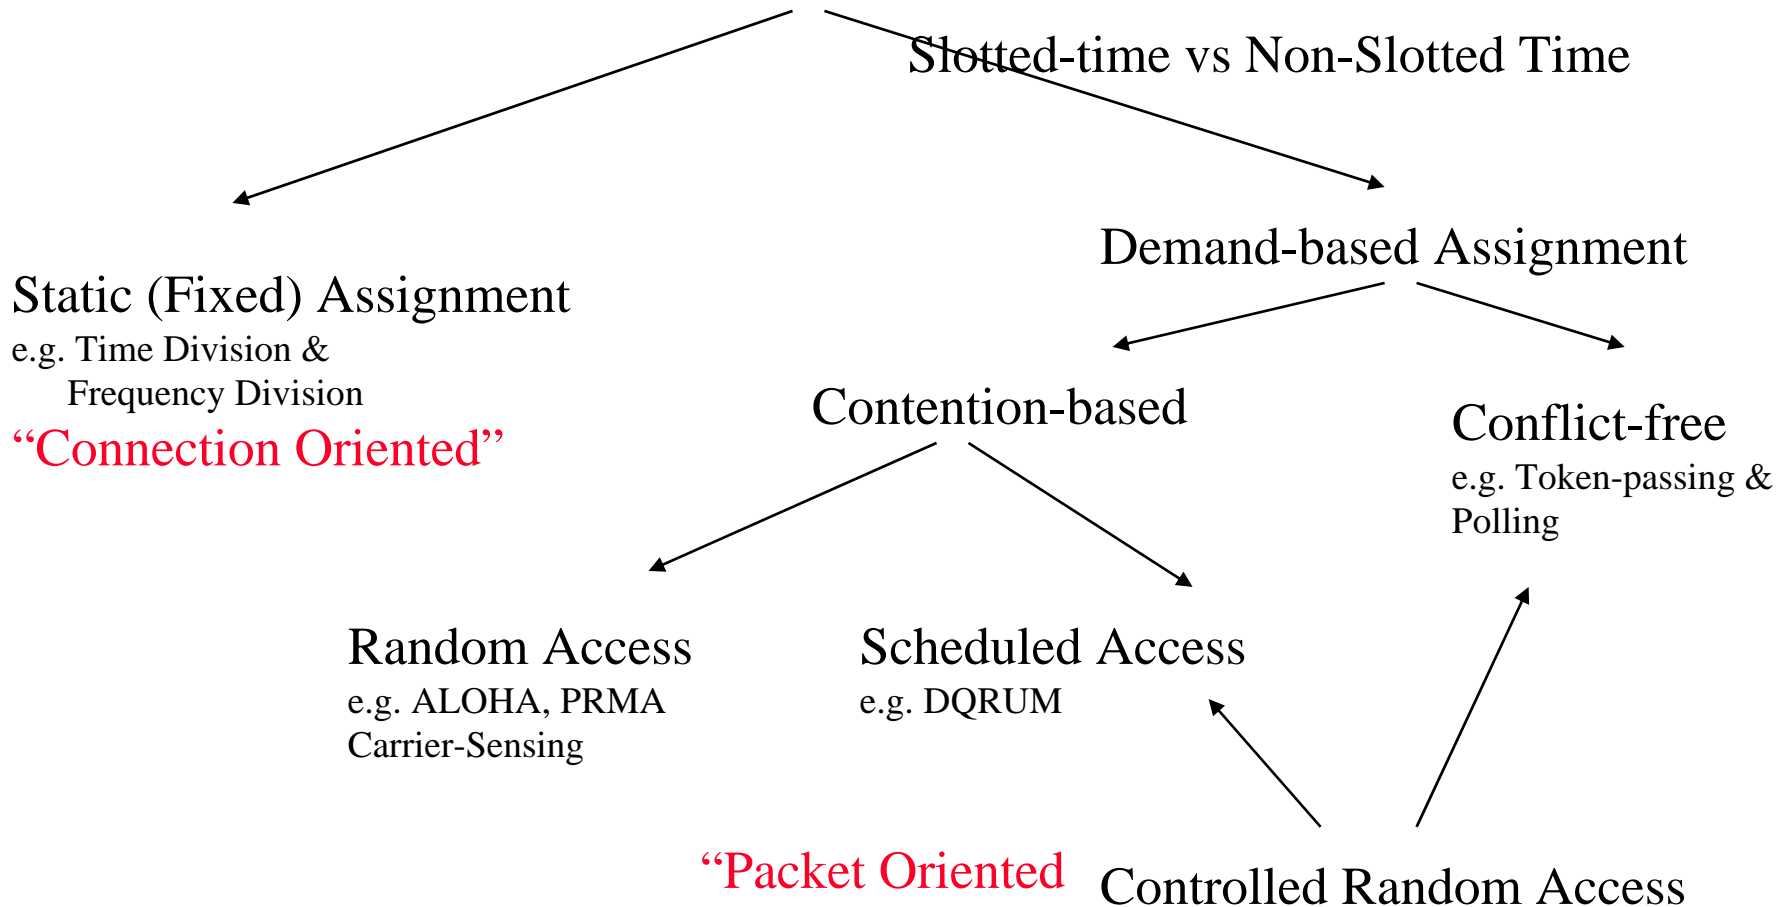 Slotted-time vs Non-Slotted Time
Demand-based Assignment
Static (Fixed) Assignment
e.g. Time Division &
Frequency Division
“Connection Oriented”
Contention-based
Conflict-free
e.g. Token-passing &
Polling
Random Access
e.g. ALOHA, PRMA
Carrier-Sensing
Scheduled Access
e.g. DQRUM
“Packet Oriented
Controlled Random Access